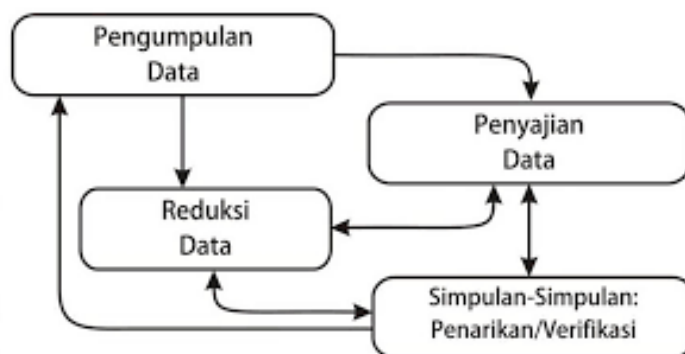 Pengumpulan
Data
Penyajian
Data
Reduksi
Data
Simpulan-Simpulan:
Penarikan/Verifikasi